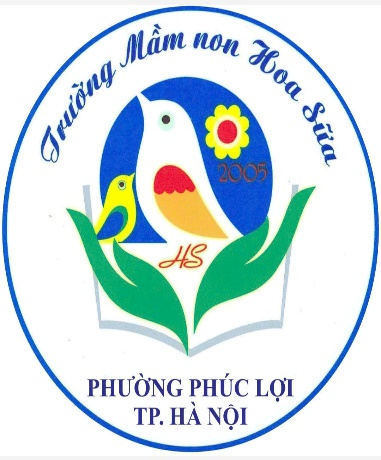 Trường Mầm non Hoa Sữa
2005
HS
PHƯỜNG PHÚC LỢI
TP. HÀ NỘI